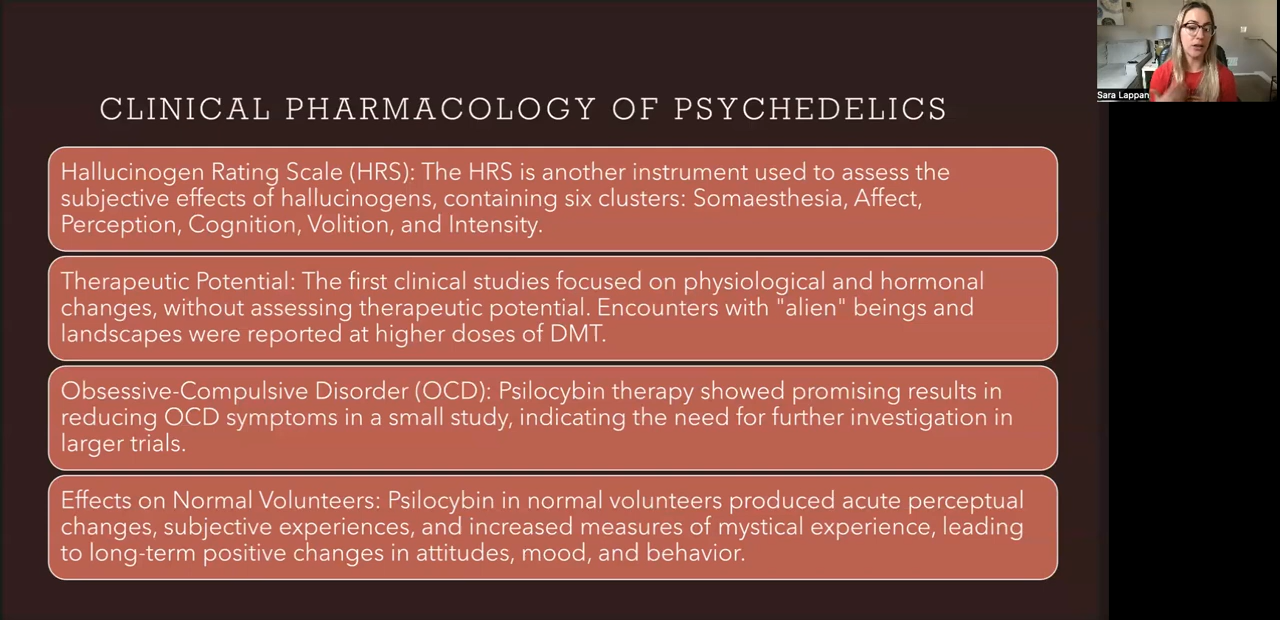 CLINICAL PHARMACOLOGY OF PSYCHEDELICS
Hallucinogen Rating Scale (HRS): The HRS is another instrument used to assess the
subjective effects of hallucinogens, containing six clusters: Somaesthesia, Affect,
Perception, Cognition, Volition, and Intensity.
Therapeutic Potential: The first clinical studies focused on physiological and hormonal
changes, without assessing therapeutic potential. Encounters with "alien" beings and
landscapes were reported at higher doses of DMT.
Obsessive-Compulsive Disorder (OCD): Psilocybin therapy showed promising results in
reducing OCD symptoms in a small study, indicating the need for further investigation in
larger trials.
Effects on Normal Volunteers: Psilocybin in normal volunteers produced acute perceptual
changes, subjective experiences, and increased measures of mystical experience, leading
to long-term positive changes in attitudes, mood, and behavior.
Sara Lappan